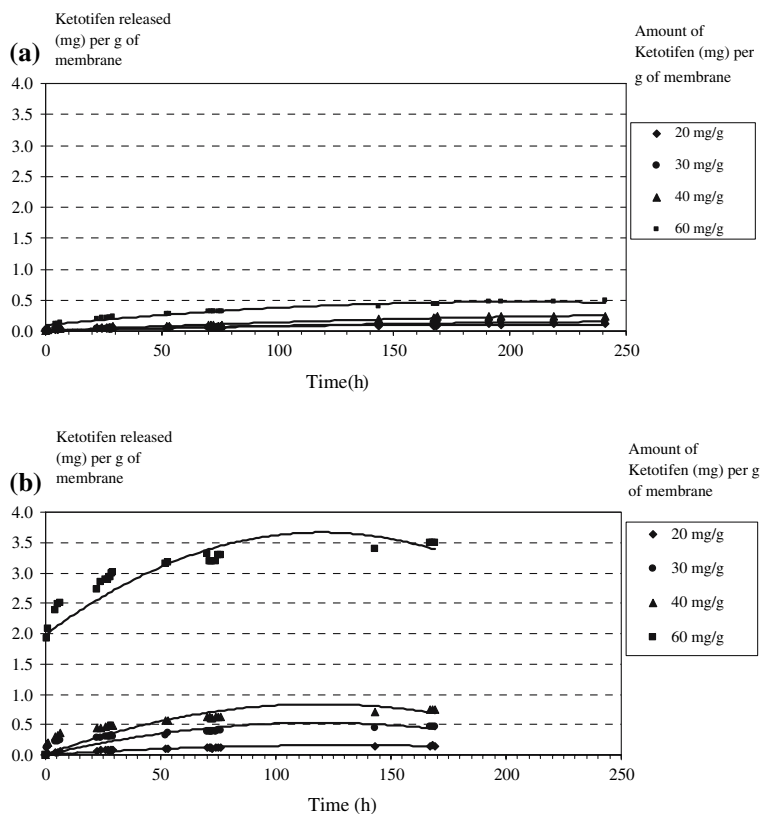 Ketotifen released
(mg) per g of
membrane
(a)
Amount of
Ketotifen (mg) per
g of membrane
4.0
3.5
3.0
2.5
2.0
1.5
1.0
0.5
0.0
0
50
100
150
200
250
Time(h)
20 mg/g
30 mg/g
40 mg/g
60 mg/g
Ketotifen released
(mg) per g of
membrane
(b)
Amount of
Ketotifen (mg) per g
of membrane
4.0
3.5
3.0
2.5
2.0
1.5
1.0
0.5
0.0
0
50
100
150
200
250
Time (h)
20 mg/g
30 mg/g
40 mg/g
60 mg/g